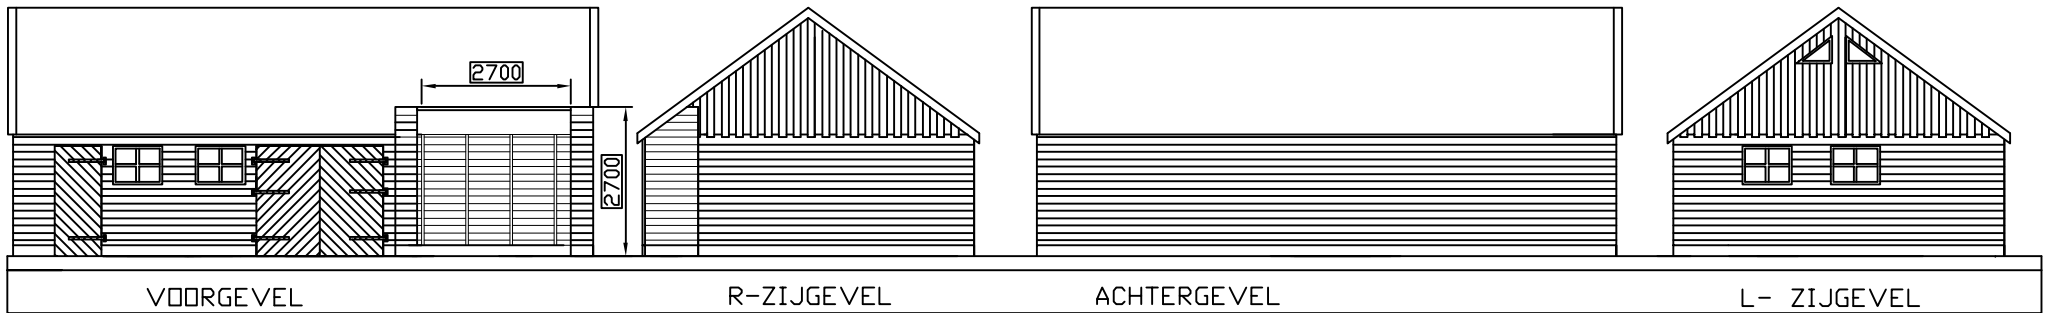 2700
2700
VOORGEVEL
R-ZIJGEVEL
ACHTERGEVEL
L- ZIJGEVEL